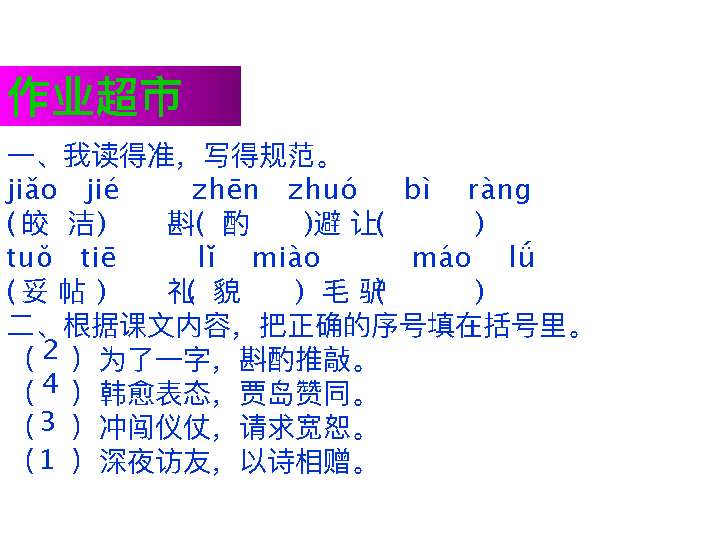 作业超市
一、我读得准，写得规范。
jiǎo jié zhēn zhuó bì ràng
(皎 洁) 斟( 酌 )避 让( )
tuǒ tiē lǐ miào máo lǘ
(妥 帖 ) 礼( 貌 ) 毛 驴( )
二、根据课文内容，把正确的序号填在括号里。
（ 2 ）为了一字，斟酌推敲。
（ 4 ）韩愈表态，贾岛赞同。
（ 3 ）冲闯仪仗，请求宽恕。
（ 1 ）深夜访友，以诗相赠。